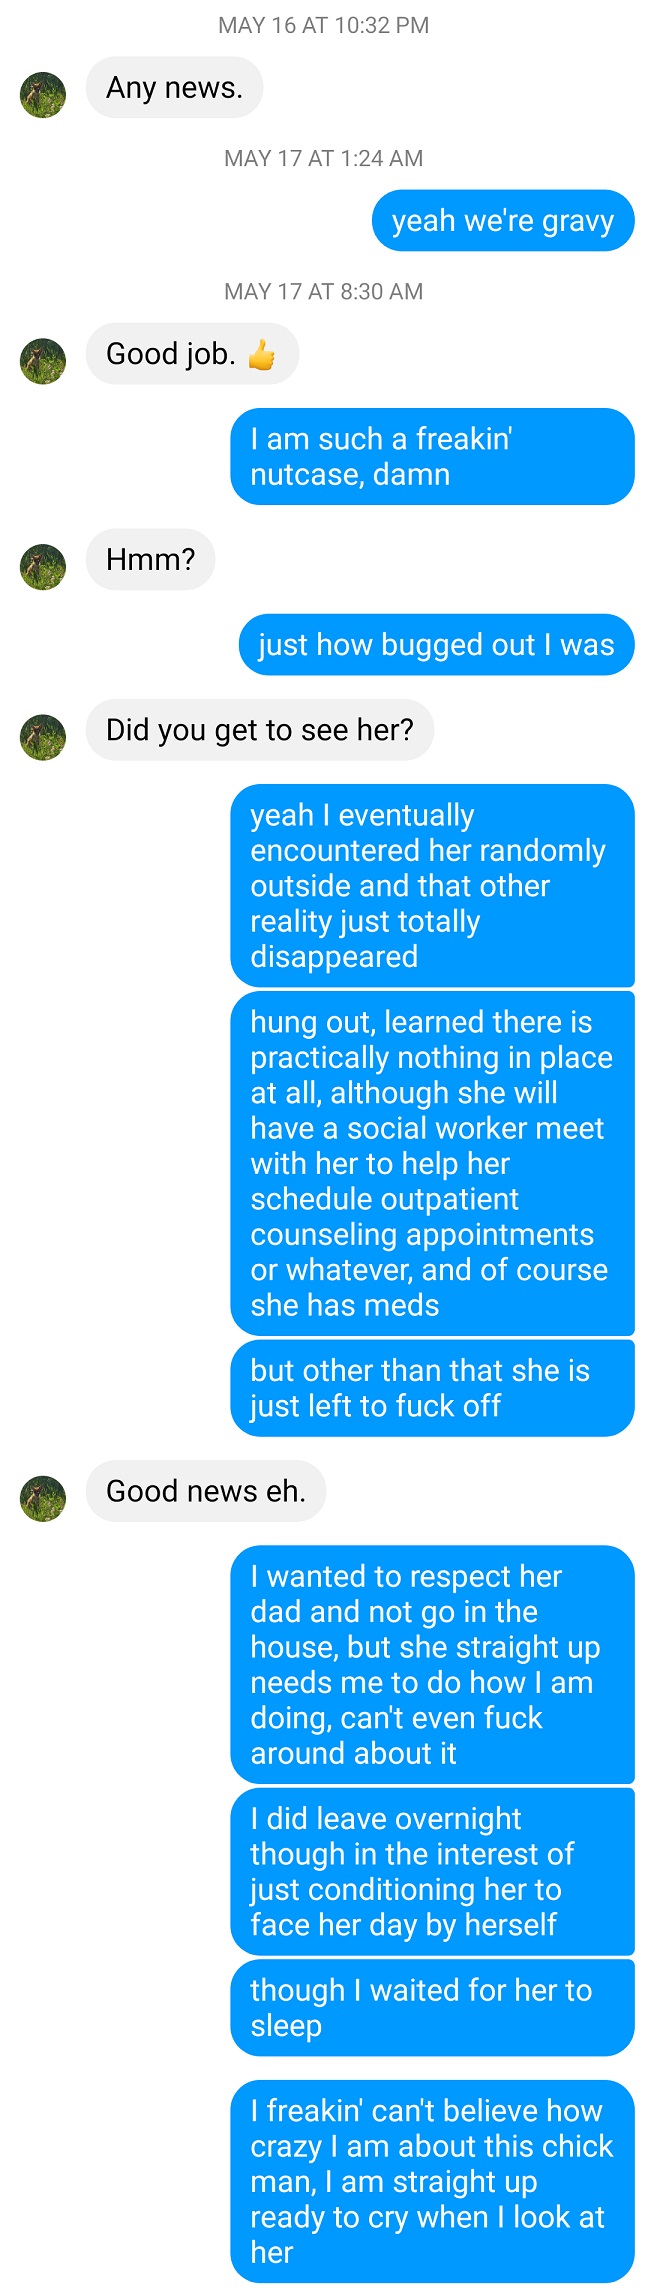 MAY 16 AT 10:32 PM
Any news.
MAY 17 AT 1:24 AM
yeah we're gravy
MAY 17 AT 8:30 AM
Good job. 👍
I am such a freakin'
nutcase, damn
Hmm?
just how bugged out I was
Did you get to see her?
yeah I eventually
encountered her randomly
outside and that other
reality just totally
disappeared
hung out, learned there is
practically nothing in place
at all, although she will
have a social worker meet
with her to help her
schedule outpatient
counseling appointments
or whatever, and of course
she has meds
but other than that she is
just left to fuck off
Good news eh.
I wanted to respect her
dad and not go in the
house, but she straight up
needs me to do how I am
doing, can't even fuck
around about it
I did leave overnight
though in the interest of
just conditioning her to
face her day by herself
though I waited for her to
sleep
I freakin' can't believe how
crazy I am about this chick
man, I am straight up
ready to cry when I look at
her